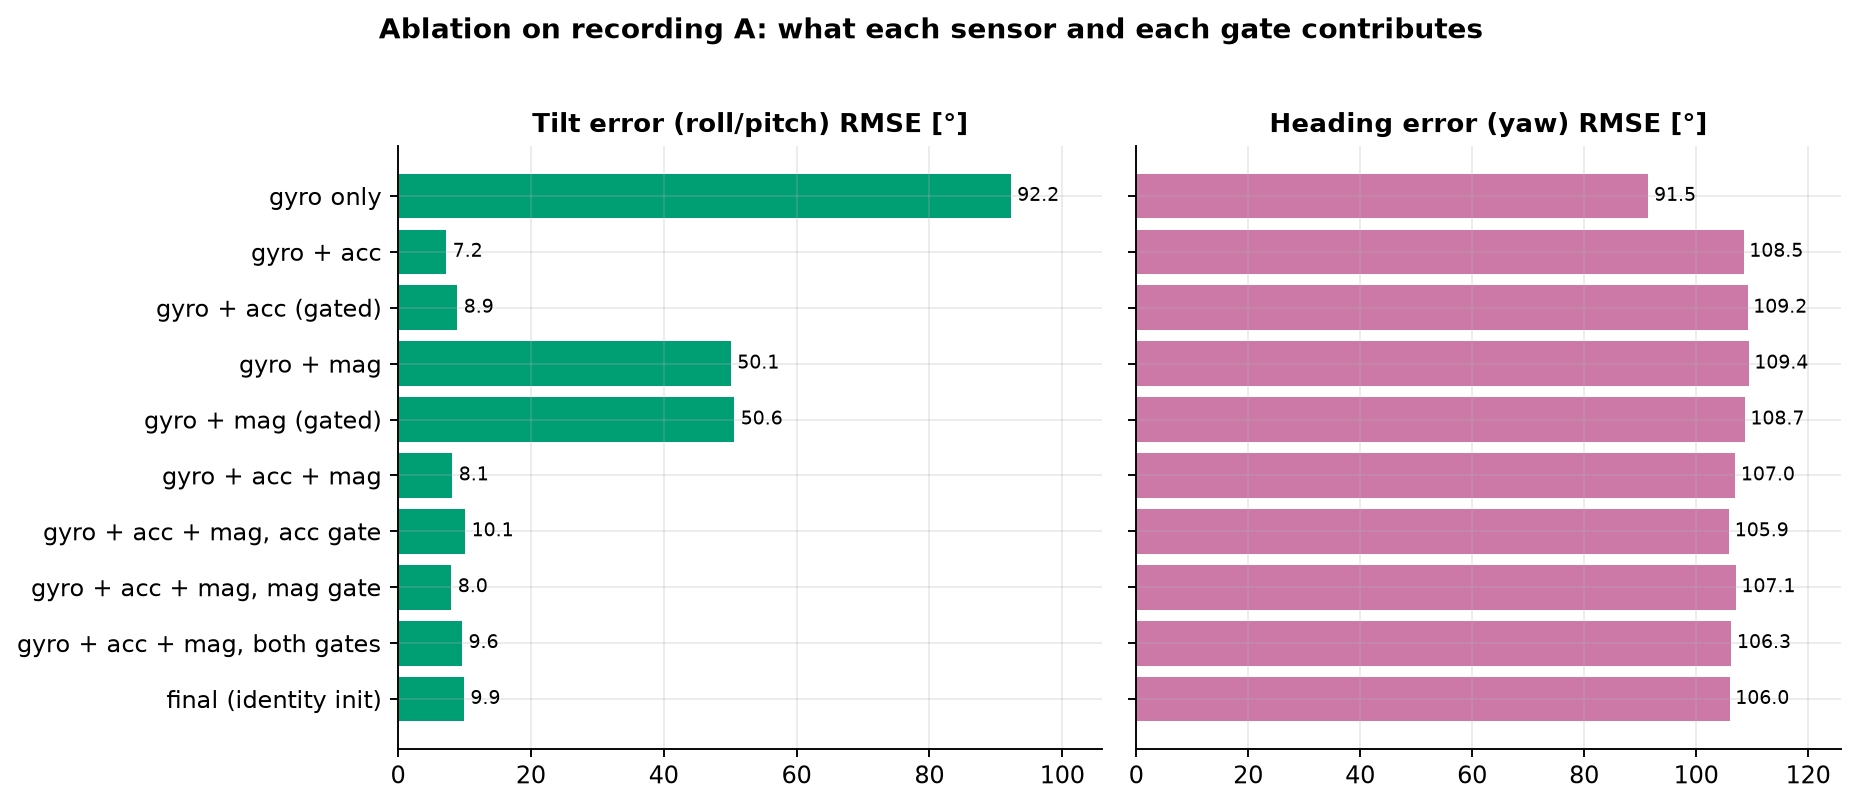 Ablation on recording A: what each sensor and each gate contributes
Tilt error (roll/pitch) RMSE [°]
gyro only
gyro + acc
gyro + acc (gated)
gyro + mag
gyro + mag (gated)
gyro + acc + mag
gyro + acc + mag, acc gate
gyro + acc + mag, mag gate
gyro + acc + mag, both gates
final (identity init)
92.2
7.2
8.9
50.1
50.6
8.1
10.1
8.0
9.6
9.9
0 20 40 60 80 100
Heading error (yaw) RMSE [°]
91.5
108.5
109.2
109.4
108.7
107.0
105.9
107.1
106.3
106.0
0 20 40 60 80 100 120